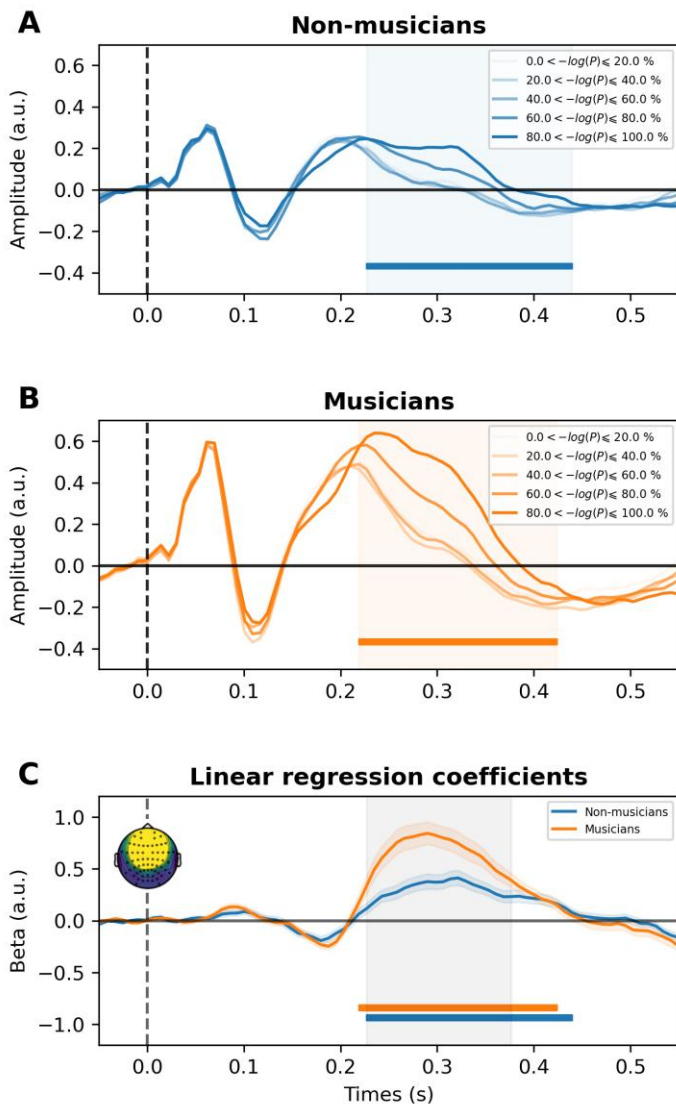 A
Non-musicians
0.6
0.4
0.2
0.0
−0.2
−0.4
Amplitude (a.u.)
0.0 < −log(P) ⩽ 20.0 %
20.0 < −log(P) ⩽ 40.0 %
40.0 < −log(P) ⩽ 60.0 %
60.0 < −log(P) ⩽ 80.0 %
80.0 < −log(P) ⩽ 100.0 %
0.0 0.1 0.2 0.3 0.4 0.5
B
Musicians
0.6
0.4
0.2
0.0
−0.2
−0.4
Amplitude (a.u.)
0.0 < −log(P) ⩽ 20.0 %
20.0 < −log(P) ⩽ 40.0 %
40.0 < −log(P) ⩽ 60.0 %
60.0 < −log(P) ⩽ 80.0 %
80.0 < −log(P) ⩽ 100.0 %
0.0 0.1 0.2 0.3 0.4 0.5
C
Linear regression coefficients
1.0
0.5
0.0
−0.5
−1.0
Beta (a.u.)
Non-musicians
Musicians
0.0 0.1 0.2 0.3 0.4 0.5
Times (s)